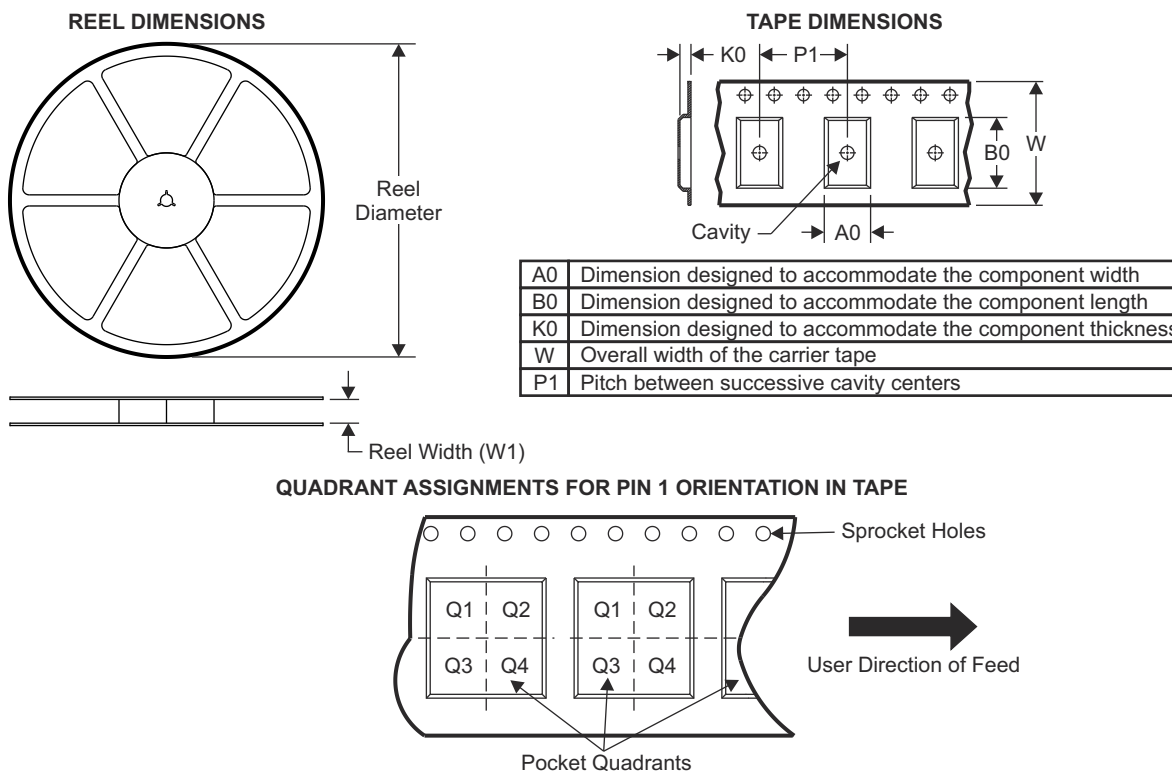 REEL DIMENSIONS
Reel
Diameter
Reel Width (W1)
TAPE DIMENSIONS
K0
P1
W
B0
Cavity
A0
A0 Dimension designed to accommodate the component width
B0 Dimension designed to accommodate the component length
K0 Dimension designed to accommodate the component thickness
W Overall width of the carrier tape
P1 Pitch between successive cavity centers
QUADRANT ASSIGNMENTS FOR PIN 1 ORIENTATION IN TAPE
Sprocket Holes
Q1 Q2 Q1 Q2
Q3 Q4 Q3 Q4
User Direction of Feed
Pocket Quadrants